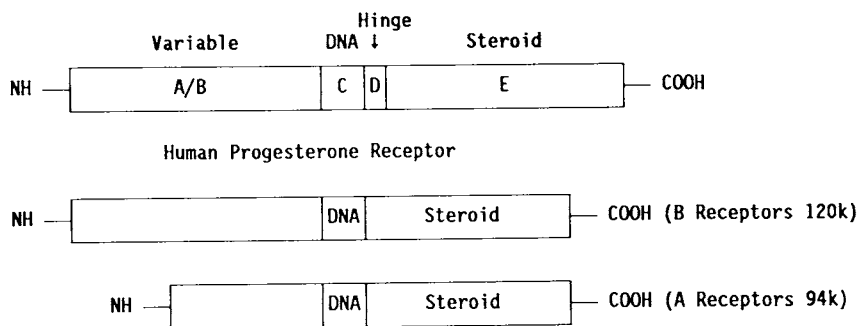 Hinge
Variable DNA ↓ Steroid
NH A/B C D E COOH
Human Progesterone Receptor
NH DNA Steroid COOH (B Receptors 120k)
NH DNA Steroid COOH (A Receptors 94k)